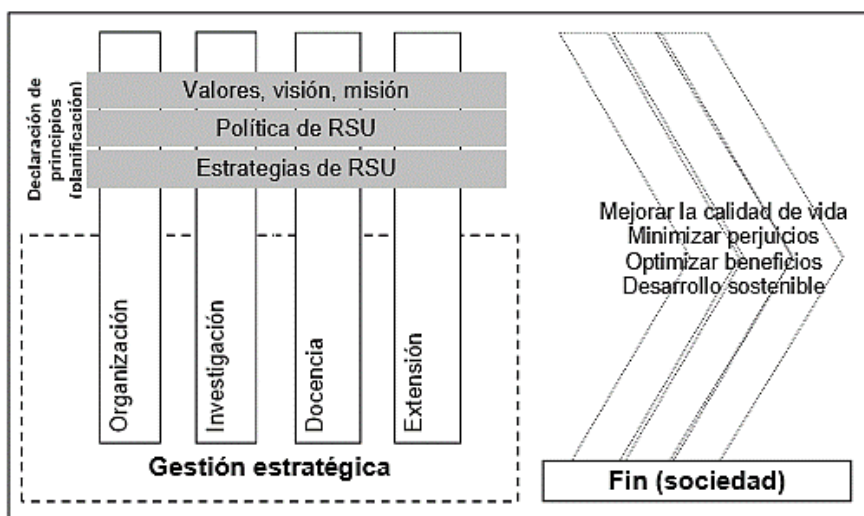 Declaración de
principios
(planificación)
Valores, visión, misión
Política de RSU
Estrategias de RSU
Organización
Investigación
Docencia
Extensión
Gestión estratégica
Mejorar la calidad de vida
Minimizar perjuicios
Optimizar beneficios
Desarrollo sostenible
Fin (sociedad)